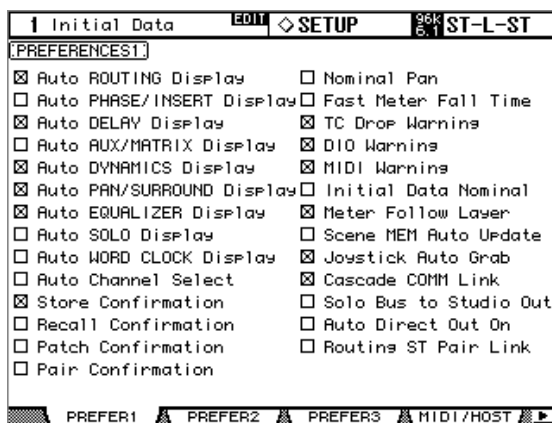 1 Initial Data EDIT ◇SETUP 96k 6.1 ST-L-ST
PREFERENCES1
☒ Auto ROUTING Display
☐ Auto PHASE/INSERT Display
☒ Auto DELAY Display
☐ Auto AUX/MATRIX Display
☒ Auto DYNAMICS Display
☒ Auto PAN/SURROUND Display
☒ Auto EQUALIZER Display
☐ Auto SOLO Display
☐ Auto WORD CLOCK Display
☐ Auto Channel Select
☒ Store Confirmation
☐ Recall Confirmation
☐ Patch Confirmation
☐ Pair Confirmation
☐ Nominal Pan
☐ Fast Meter Fall Time
☒ TC Drop Warning
☒ DIO Warning
☒ MIDI Warning
☐ Initial Data Nominal
☒ Meter Follow Layer
☐ Scene MEM Auto Update
☒ Joystick Auto Grab
☒ Cascade COMM Link
☐ Solo Bus to Studio Out
☐ Auto Direct Out On
☐ Routing ST Pair Link
PREFER1 PREFER2 PREFER3 MIDI/HOST